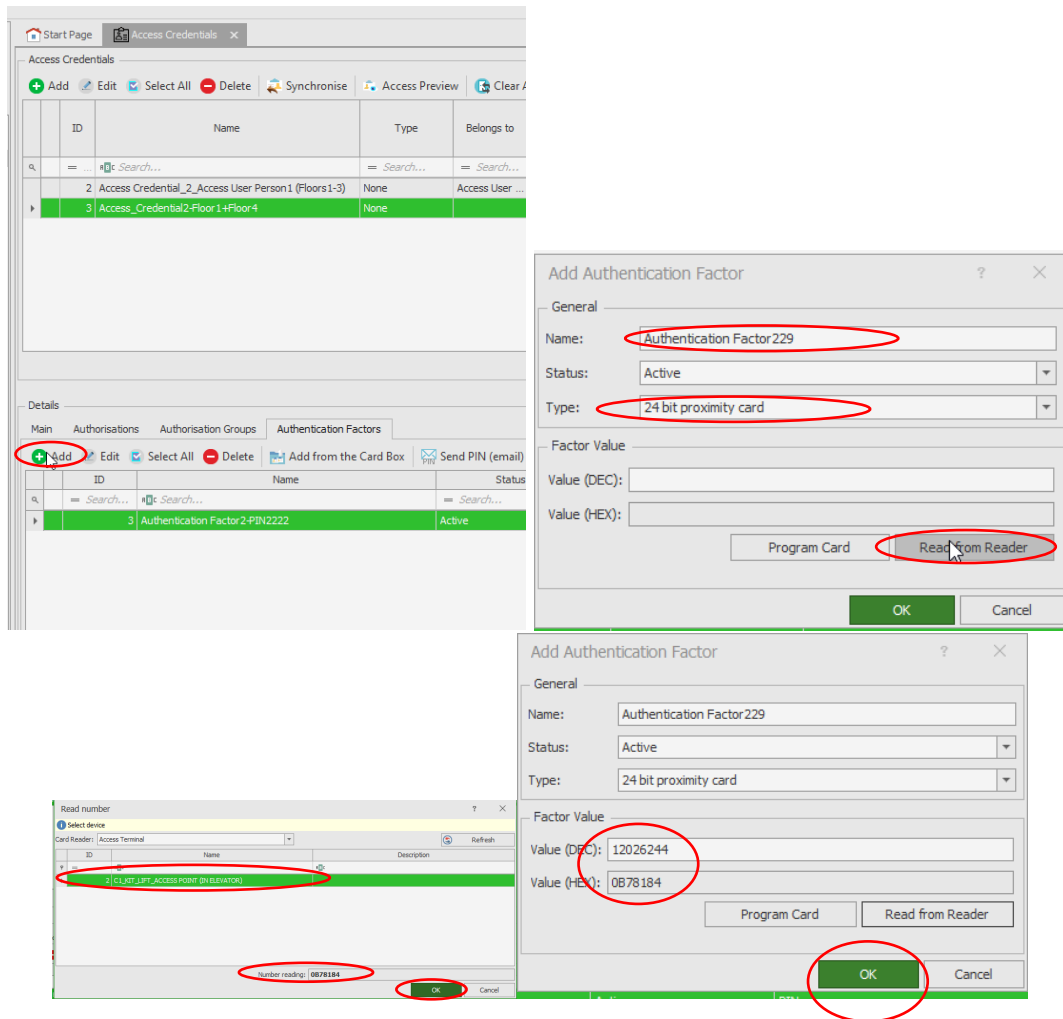 Start Page Access Credentials
Access Credentials
Add Edit Select All Delete Synchronise Access Preview Clear A
ID Name Type Belongs to
= ... ABC Search... = Search... = Search...
2 Access Credential_2_Access User Person1 (Floors1-3) None Access User ...
3 Access_Credential2-Floor1+Floor4 None
Details
Main Authorisations Authorisation Groups Authentication Factors
Add Edit Select All Delete Add from the Card Box PIN Send PIN (email)
ID Name Status
= Search... ABC Search... = Search...
3 Authentication Factor2-PIN2222 Active
Add Authentication Factor ?
General
Name: Authentication Factor229
Status: Active
Type: 24 bit proximity card
Factor Value
Value (DEC):
Value (HEX):
Program Card Read from Reader
OK Cancel
Read number ?
Select device
Card Reader: Access Terminal Refresh
ID Name Description
2 C1_KIT_LIFT_ACCESS POINT (IN ELEVATOR)
Number reading: 0B78184
OK Cancel
Add Authentication Factor ?
General
Name: Authentication Factor229
Status: Active
Type: 24 bit proximity card
Factor Value
Value (DEC): 12026244
Value (HEX): 0B78184
Program Card Read from Reader
OK Cancel